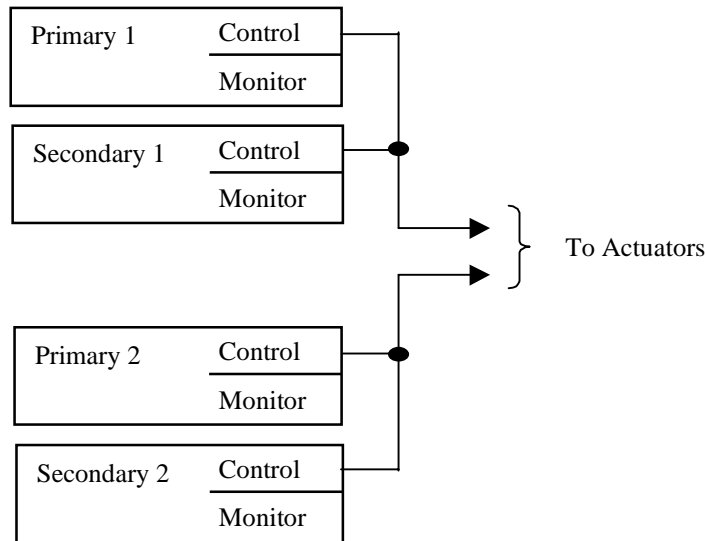 Primary 1 Control
Monitor
Secondary 1 Control
Monitor
To Actuators
Primary 2 Control
Monitor
Secondary 2 Control
Monitor